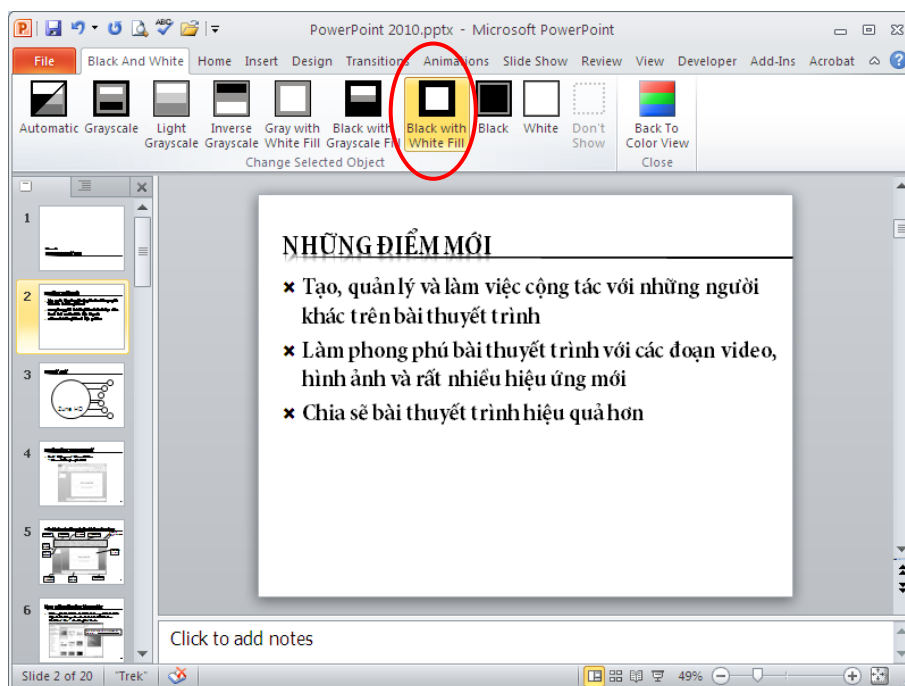 PowerPoint 2010.pptx - Microsoft PowerPoint
File Black And White Home Insert Design Transitions Animations Slide Show Review View Developer Add-Ins Acrobat
Automatic Grayscale Light Grayscale Inverse Grayscale Gray with White Fill Black with Grayscale Fill Black with White Fill Black White Don't Show Back To Color View
Change Selected Object Close
1
2
3
4
5
6
NHỮNG ĐIỂM MỚI
Tạo, quản lý và làm việc cộng tác với những người
khác trên bài thuyết trình
Làm phong phú bài thuyết trình với các đoạn video,
hình ảnh và rất nhiều hiệu ứng mới
Chia sẽ bài thuyết trình hiệu quả hơn
Click to add notes
Slide 2 of 20 "Trek" 49%